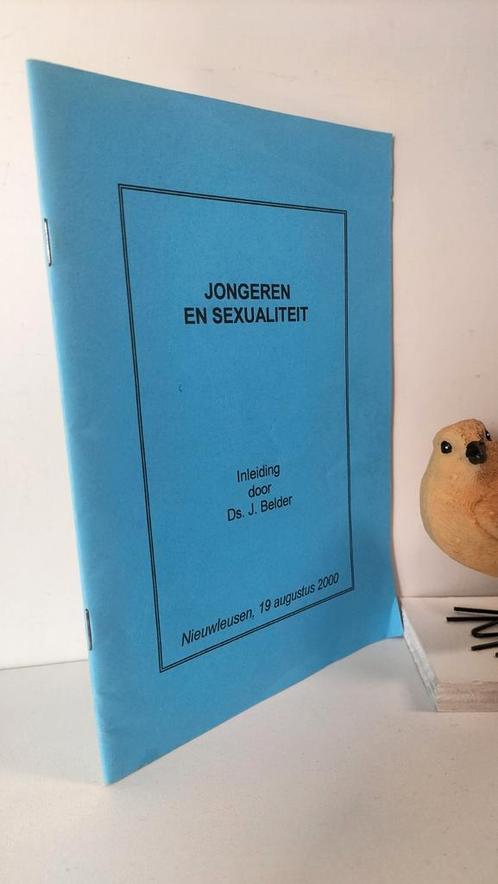 JONGEREN
EN SEXUALITEIT
Inleiding
door
Ds. J. Belder
Nieuwleusen, 19 augustus 2000